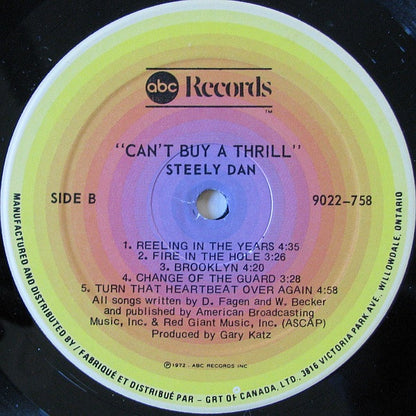 abc Records
TM
"CAN'T BUY A THRILL"
STEELY DAN
SIDE B
9022-758
1. REELING IN THE YEARS 4:35
2. FIRE IN THE HOLE 3:26
3. BROOKLYN 4:20
4. CHANGE OF THE GUARD 3:28
5. TURN THAT HEARTBEAT OVER AGAIN 4:58
All songs written by D. Fagen and W. Becker
and published by American Broadcasting
Music, Inc. & Red Giant Music, Inc. (ASCAP)
Produced by Gary Katz
℗ 1972 - ABC RECORDS INC
MANUFACTURED AND DISTRIBUTED BY / FABRIQUÉ ET DISTRIBUÉ PAR - GRT OF CANADA, LTD., 3816 VICTORIA PARK AVE. WILLOWDALE, ONTARIO